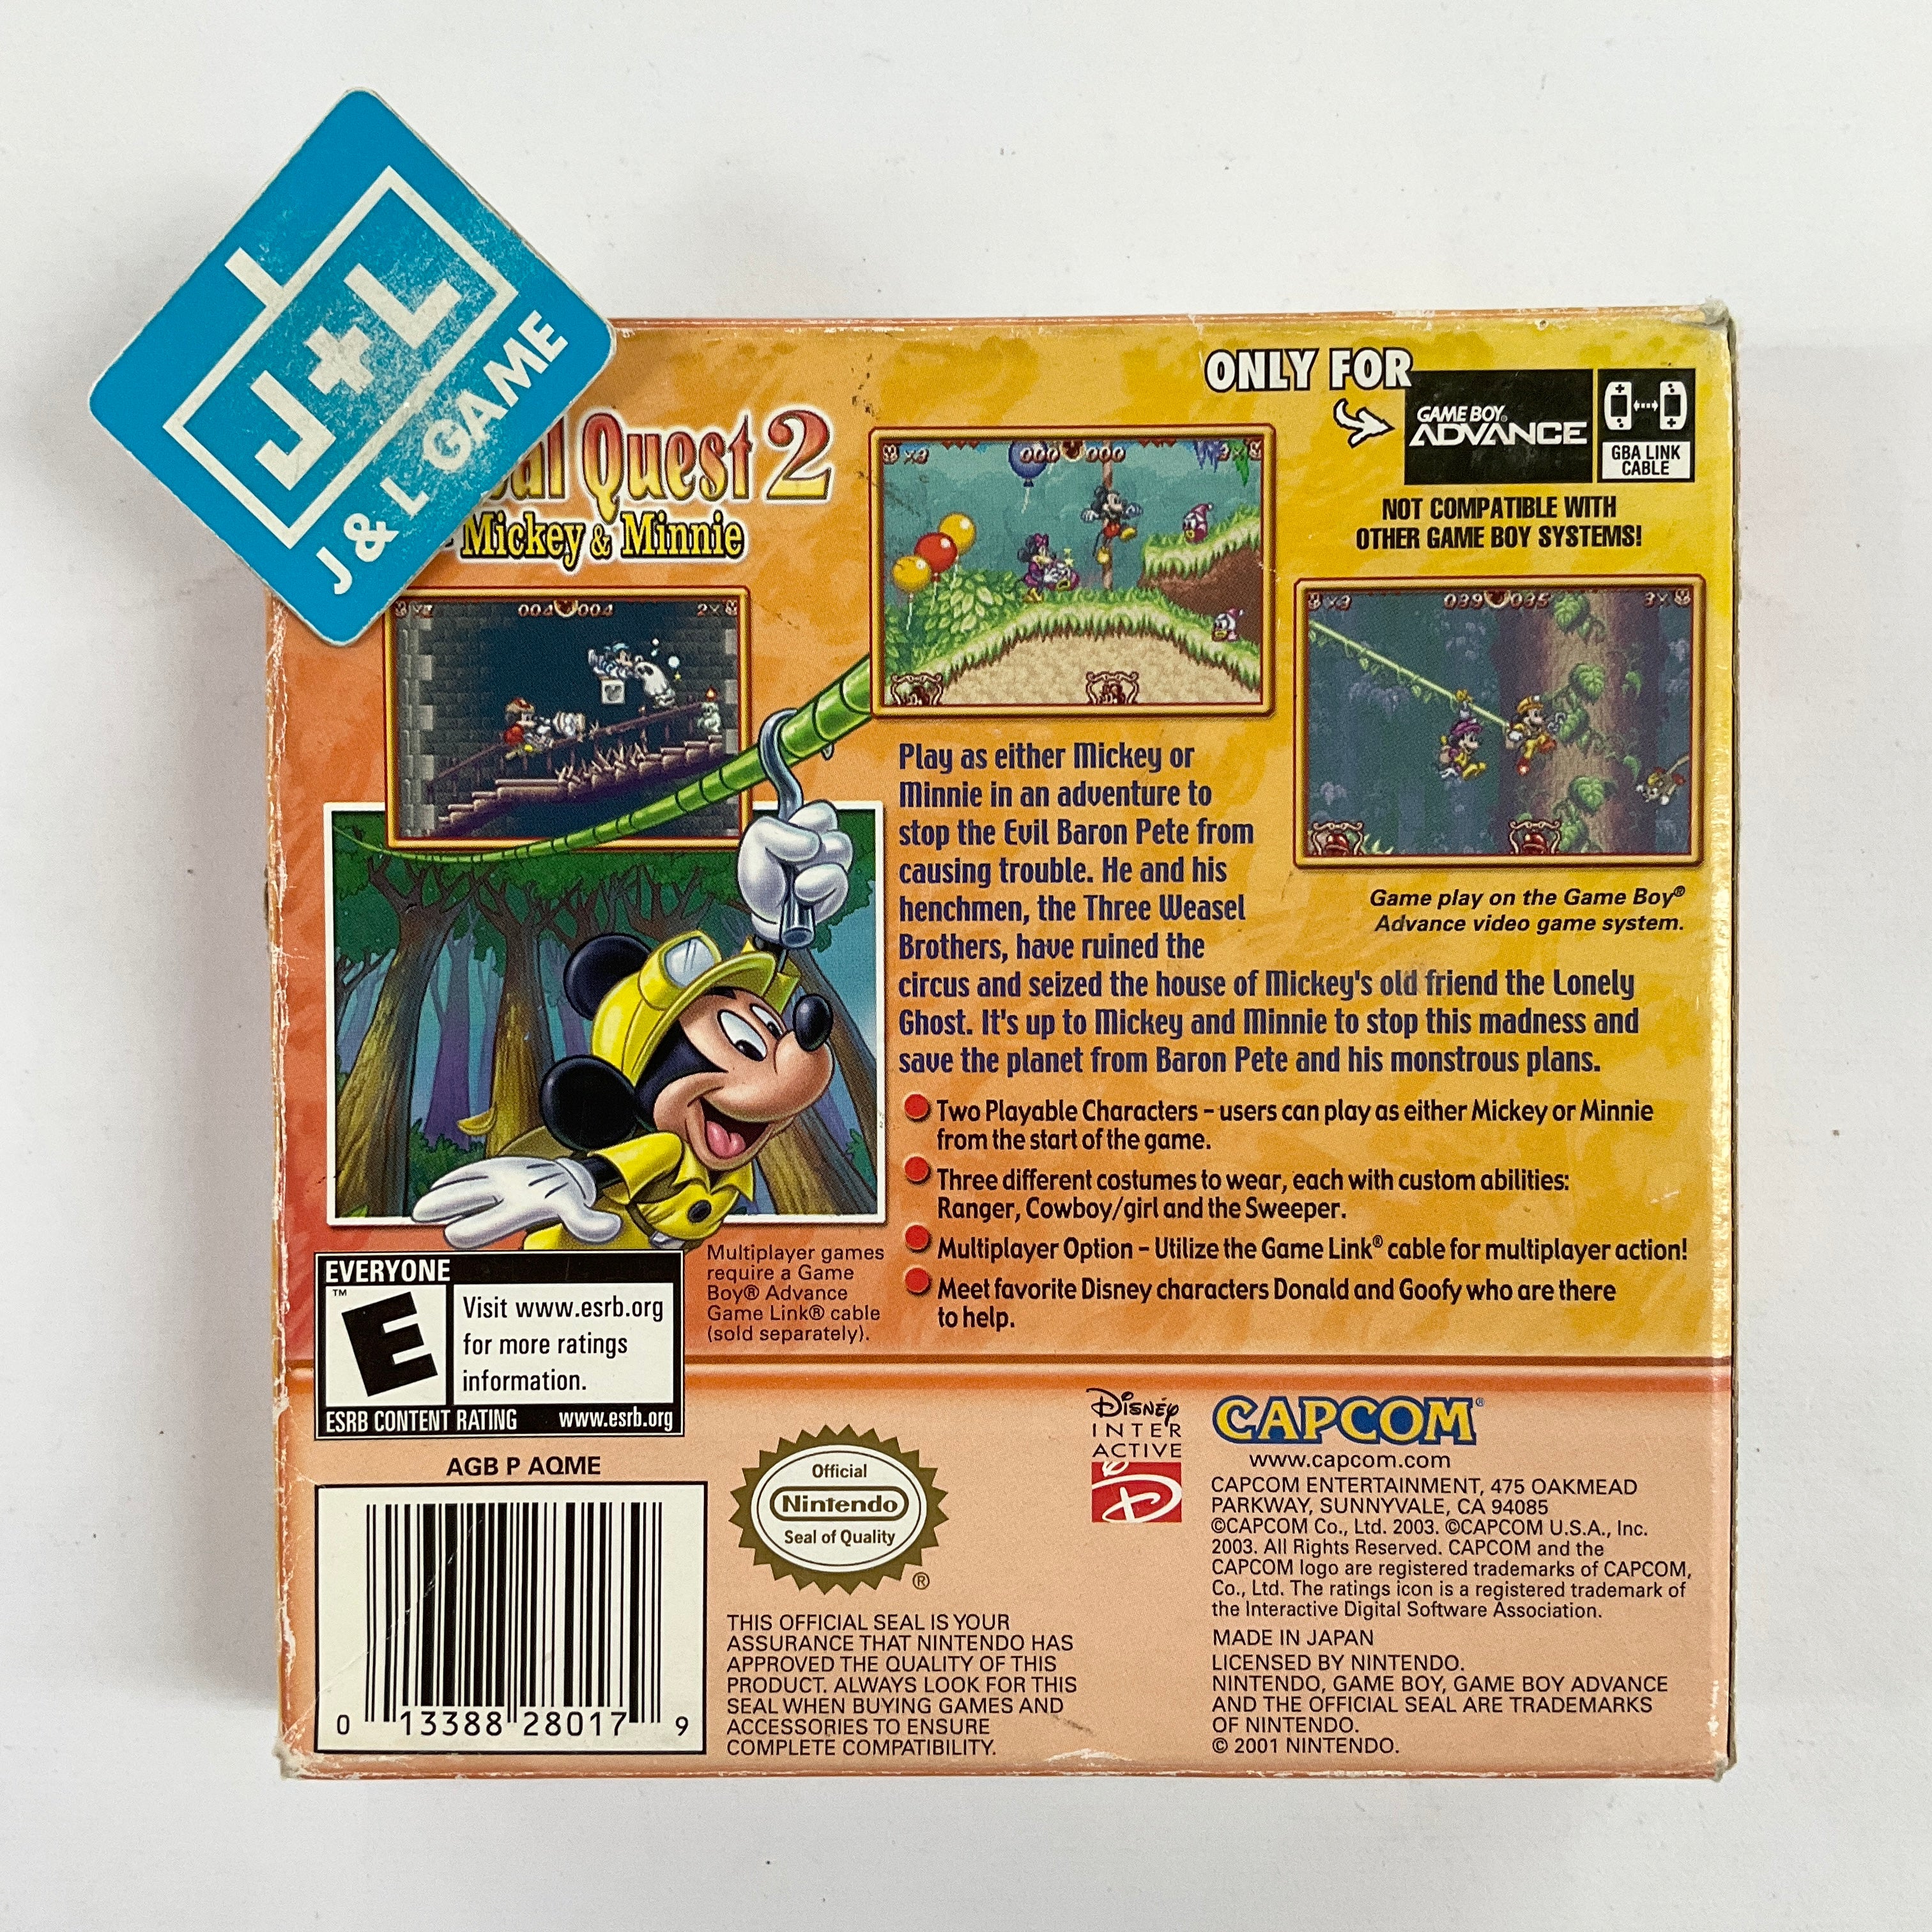 J+L
J & L GAME
Quest 2
Mickey & Minnie
ONLY FOR
GAME BOY
ADVANCE
GBA LINK
CABLE
NOT COMPATIBLE WITH
OTHER GAME BOY SYSTEMS!
×3 000 000 3×
004 004 2×
×3 039 035 3×
Game play on the Game Boy®
Advance video game system.
Play as either Mickey or
Minnie in an adventure to
stop the Evil Baron Pete from
causing trouble. He and his
henchmen, the Three Weasel
Brothers, have ruined the
circus and seized the house of Mickey's old friend the Lonely
Ghost. It's up to Mickey and Minnie to stop this madness and
save the planet from Baron Pete and his monstrous plans.
Two Playable Characters – users can play as either Mickey or Minnie
from the start of the game.
Three different costumes to wear, each with custom abilities:
Ranger, Cowboy/girl and the Sweeper.
Multiplayer Option – Utilize the Game Link® cable for multiplayer action!
Meet favorite Disney characters Donald and Goofy who are there
to help.
Multiplayer games
require a Game
Boy® Advance
Game Link® cable
(sold separately).
EVERYONE
E™
Visit www.esrb.org
for more ratings
information.
ESRB CONTENT RATING www.esrb.org
AGB P AQME
0 13388 28017 9
Official
Nintendo
Seal of Quality
®
THIS OFFICIAL SEAL IS YOUR
ASSURANCE THAT NINTENDO HAS
APPROVED THE QUALITY OF THIS
PRODUCT. ALWAYS LOOK FOR THIS
SEAL WHEN BUYING GAMES AND
ACCESSORIES TO ENSURE
COMPLETE COMPATIBILITY.
DISNEY
INTER
ACTIVE
D
CAPCOM®
www.capcom.com
CAPCOM ENTERTAINMENT, 475 OAKMEAD
PARKWAY, SUNNYVALE, CA 94085
©CAPCOM Co., Ltd. 2003. ©CAPCOM U.S.A., Inc.
2003. All Rights Reserved. CAPCOM and the
CAPCOM logo are registered trademarks of CAPCOM,
Co., Ltd. The ratings icon is a registered trademark of
the Interactive Digital Software Association.
MADE IN JAPAN
LICENSED BY NINTENDO.
NINTENDO, GAME BOY, GAME BOY ADVANCE
AND THE OFFICIAL SEAL ARE TRADEMARKS
OF NINTENDO.
© 2001 NINTENDO.